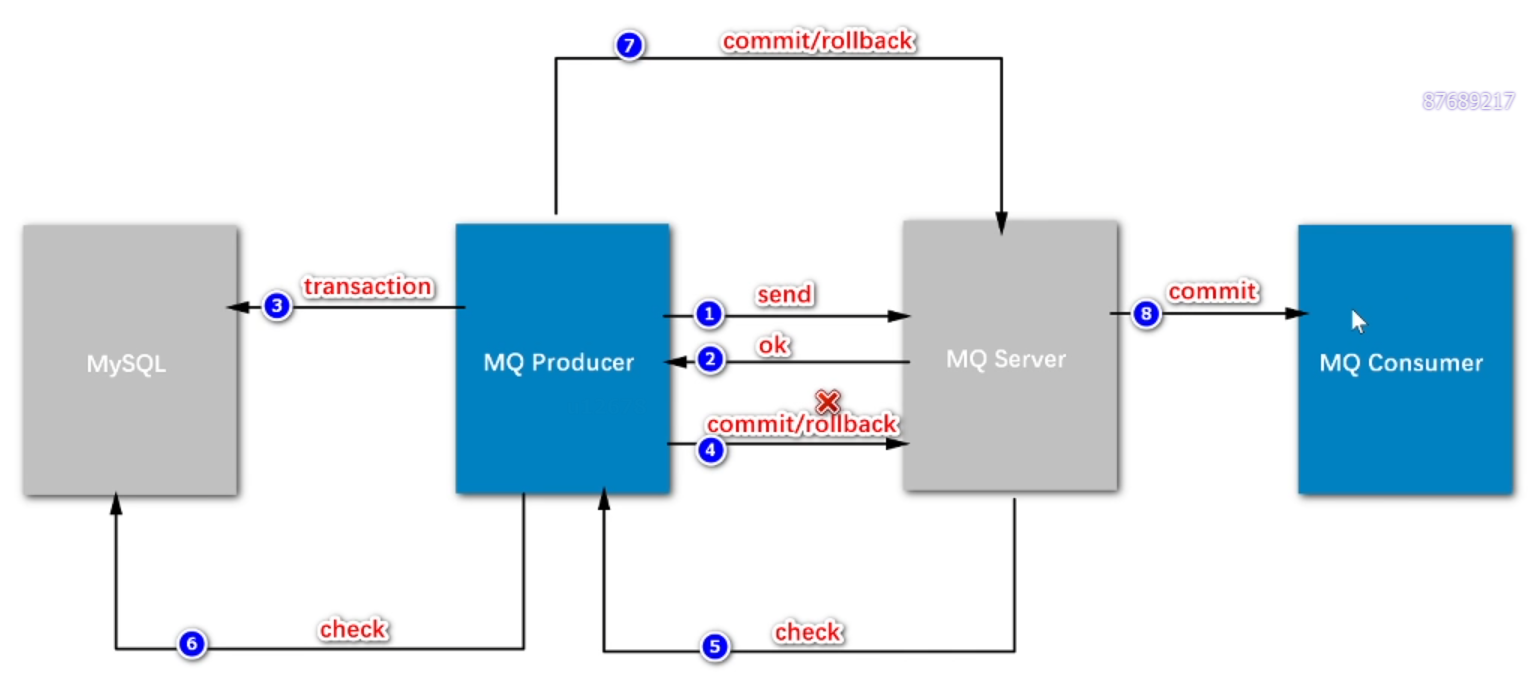 7
commit/rollback
87689217
3
transaction
1
send
8
commit
2
ok
MySQL
MQ Producer
MQ Server
MQ Consumer
4
commit/rollback
6
check
5
check